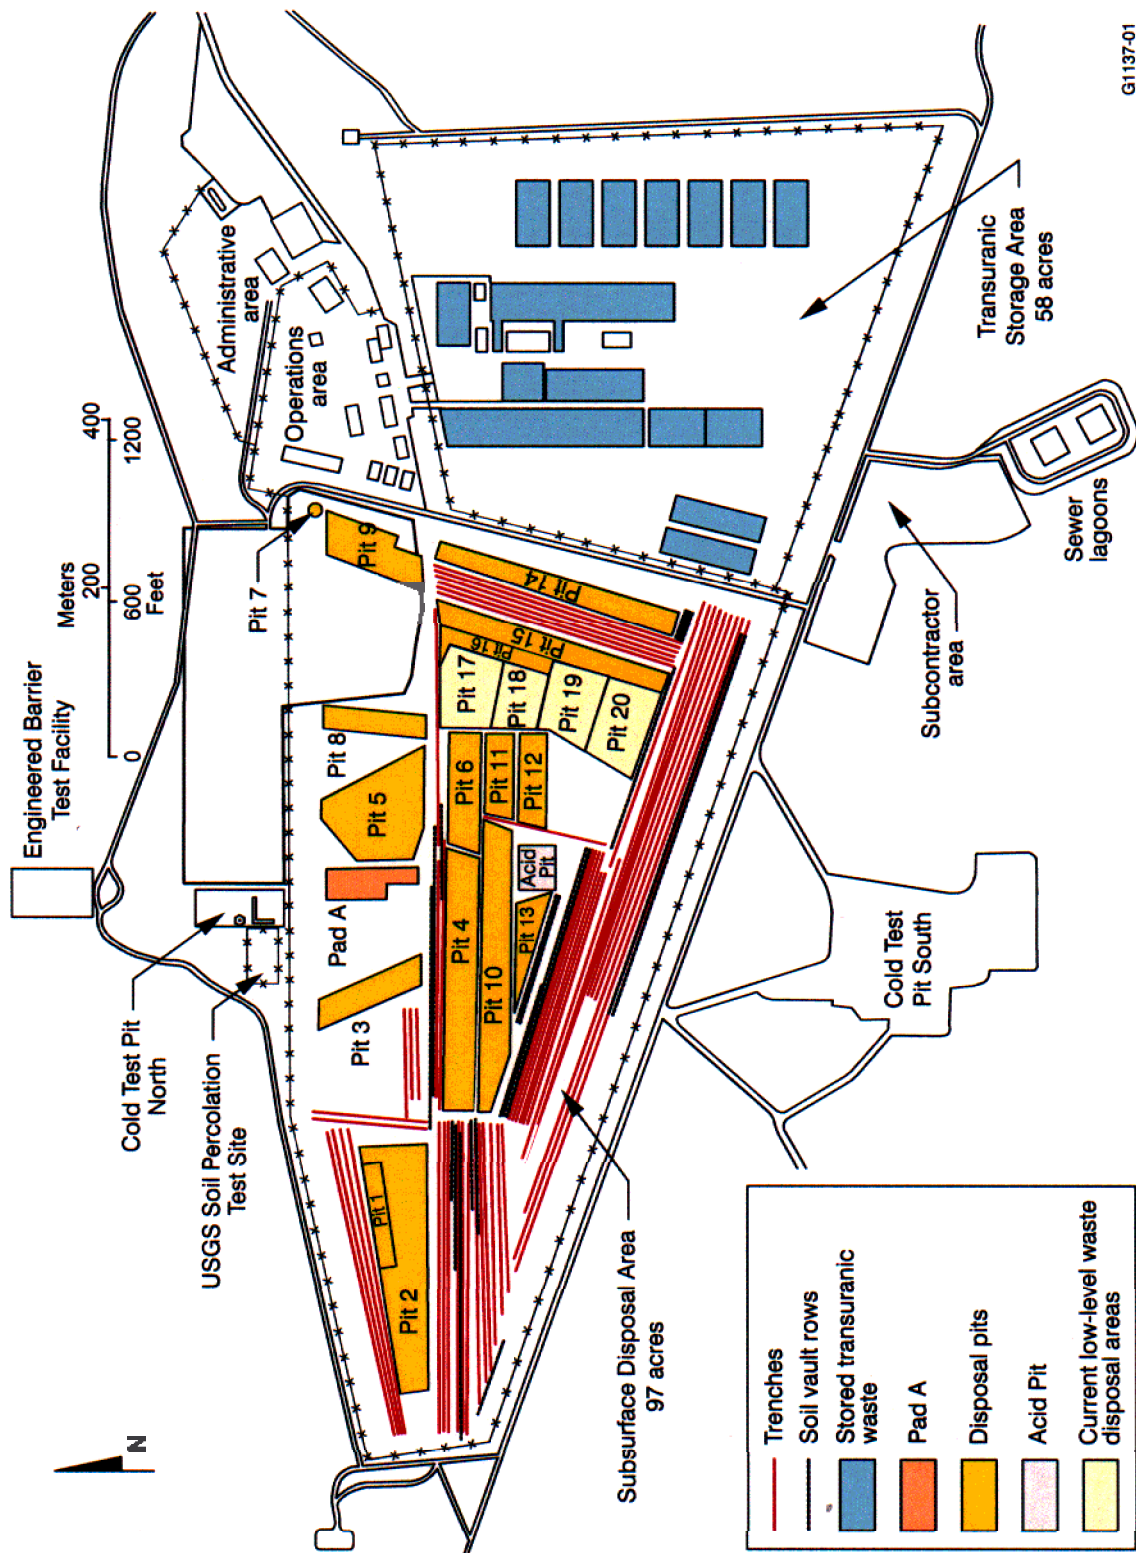 G1137-01
N
Engineered Barrier
Test Facility
Meters
0
200
400
600
1200
Feet
Administrative
area
Operations
area
Cold Test Pit
North
USGS Soil Percolation
Test Site
Pit 7
Pit 9
Pit 8
Pit 5
Pad A
Pit 3
Pit 1
Pit 2
Pit 14
Pit 15
Pit 16
Pit 17
Pit 18
Pit 19
Pit 20
Pit 6
Pit 11
Pit 12
Pit 4
Pit 10
Acid
Pit
Pit 13
Transuranic
Storage Area
58 acres
Sewer
lagoons
Subcontractor
area
Cold Test
Pit South
Subsurface Disposal Area
97 acres
Trenches
Soil vault rows
Stored transuranic
waste
Pad A
Disposal pits
Acid Pit
Current low-level waste
disposal areas